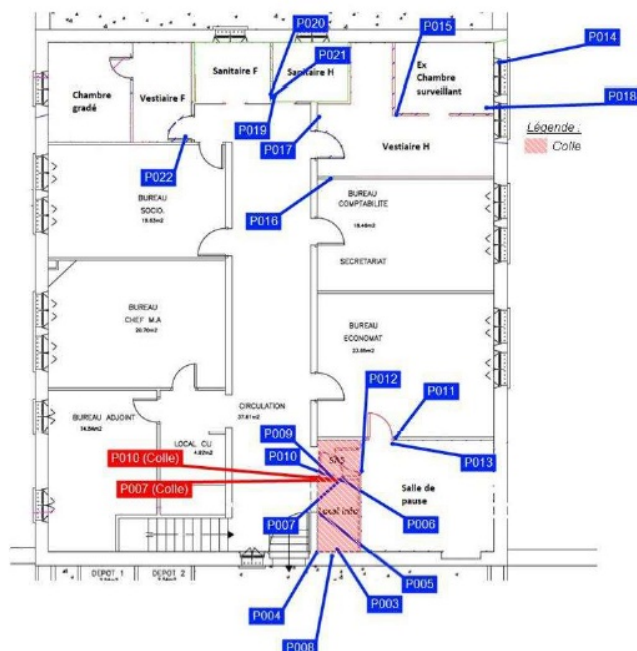 P020
P015
P021
P014
Sanitaire F
Sanitaire H
Ex
Chambre
surveillant
Chambre
gradé
Vestiaire F
P018
P019
P017
Légende :
Colle
Vestiaire H
P022
P016
BUREAU
SOCIO.
BUREAU
COMPTABILITE
SECRETARIAT
BUREAU
CHEF M.A
BUREAU
ECONOMAT
P012
P011
CIRCULATION
BUREAU ADJOINT
LOCAL CU
P009
P010
P013
P010 (Colle)
P007 (Colle)
SAS
Salle de
pause
P007
Local info
P006
P005
P003
P004
P008
DEPOT 1
DEPOT 2